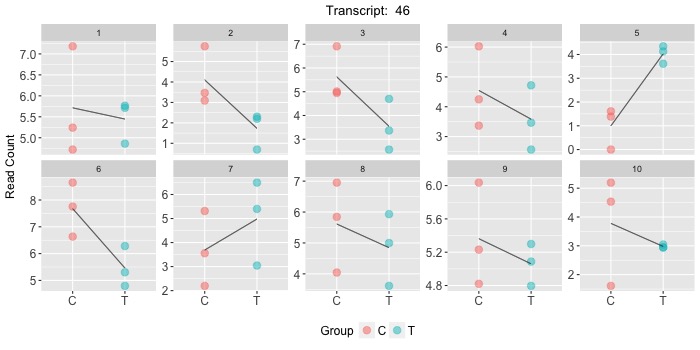 Transcript: 46
1 2 3 4 5
7.0 6.5 6.0 5.5 5.0
5 4 3 2 1
7 6 5 4 3
6 5 4 3
4 3 2 1 0
Read Count
6 7 8 9 10
8 7 6 5
6 5 4 3 2
7 6 5 4
6.0 5.6 5.2 4.8
5 4 3 2
C T C T C T C T C T
Group C T